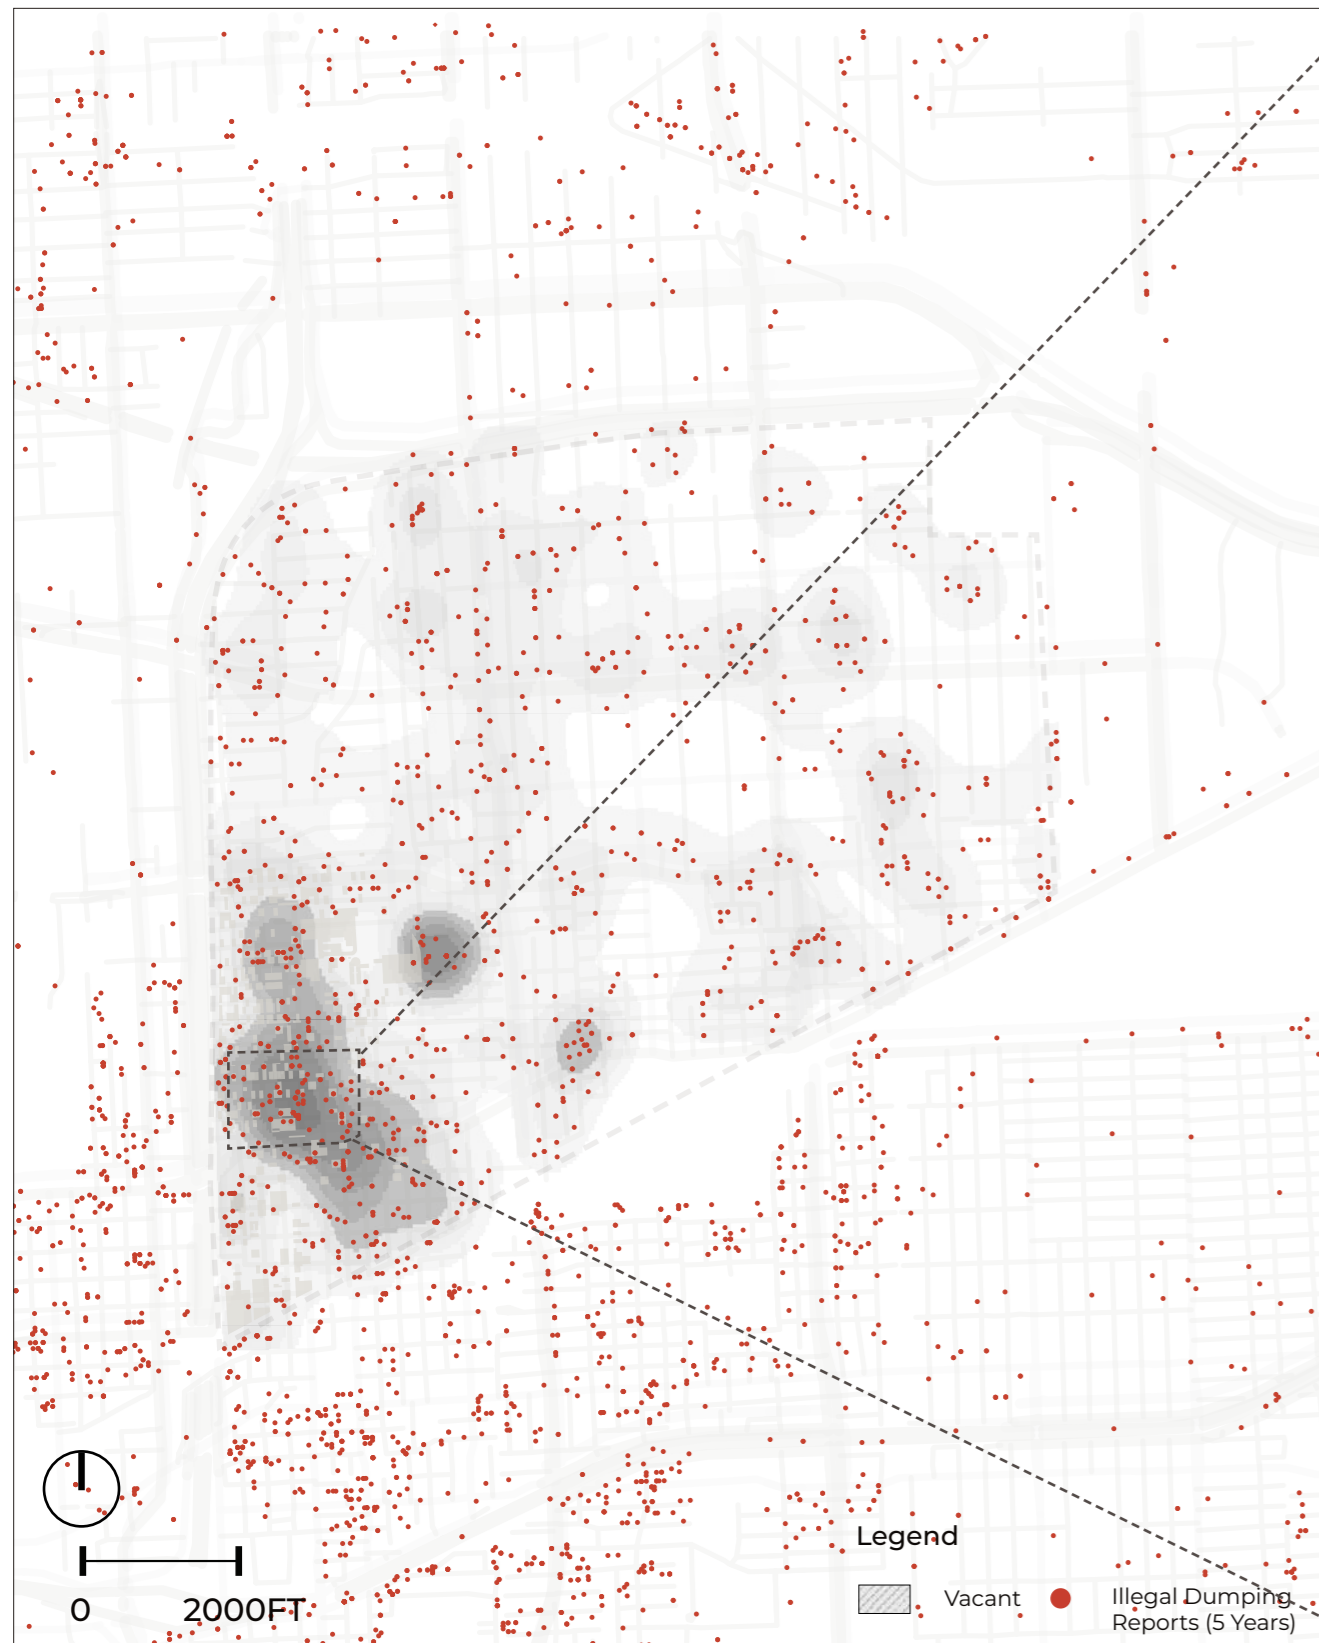 0
2000FT
Legend
Vacant
Illegal Dumping
Reports (5 Years)